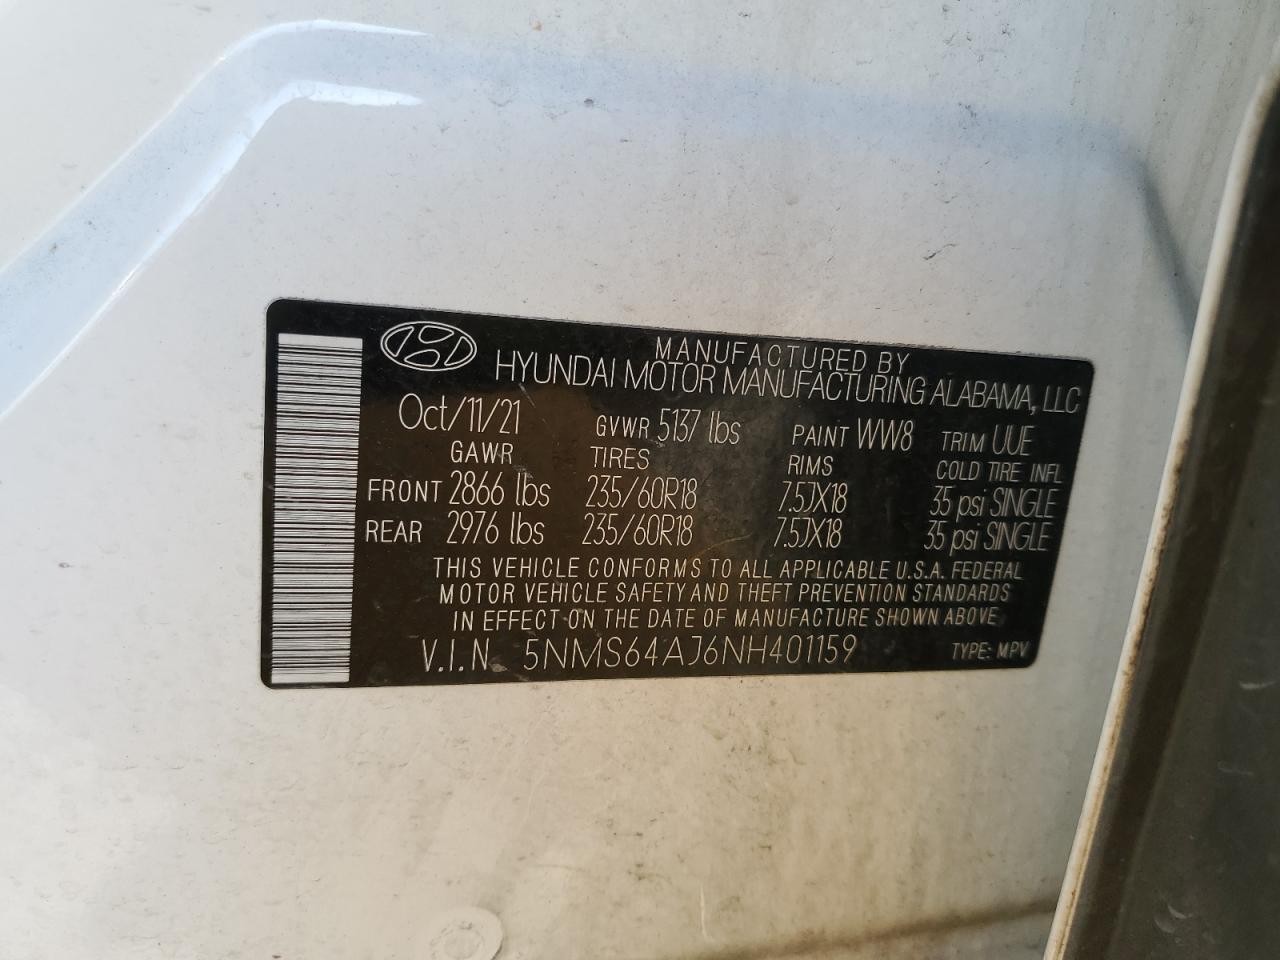 MANUFACTURED BY
HYUNDAI MOTOR MANUFACTURING ALABAMA, LLC
Oct/11/21 GVWR 5137 lbs PAINT WW8 TRIM UUE
GAWR TIRES RIMS COLD TIRE INFL
FRONT 2866 lbs 235/60R18 7.5JX18 35 psi SINGLE
REAR 2976 lbs 235/60R18 7.5JX18 35 psi SINGLE
THIS VEHICLE CONFORMS TO ALL APPLICABLE U.S.A. FEDERAL
MOTOR VEHICLE SAFETY AND THEFT PREVENTION STANDARDS
IN EFFECT ON THE DATE OF MANUFACTURE SHOWN ABOVE
V.I.N 5NMS64AJ6NH401159 TYPE: MPV